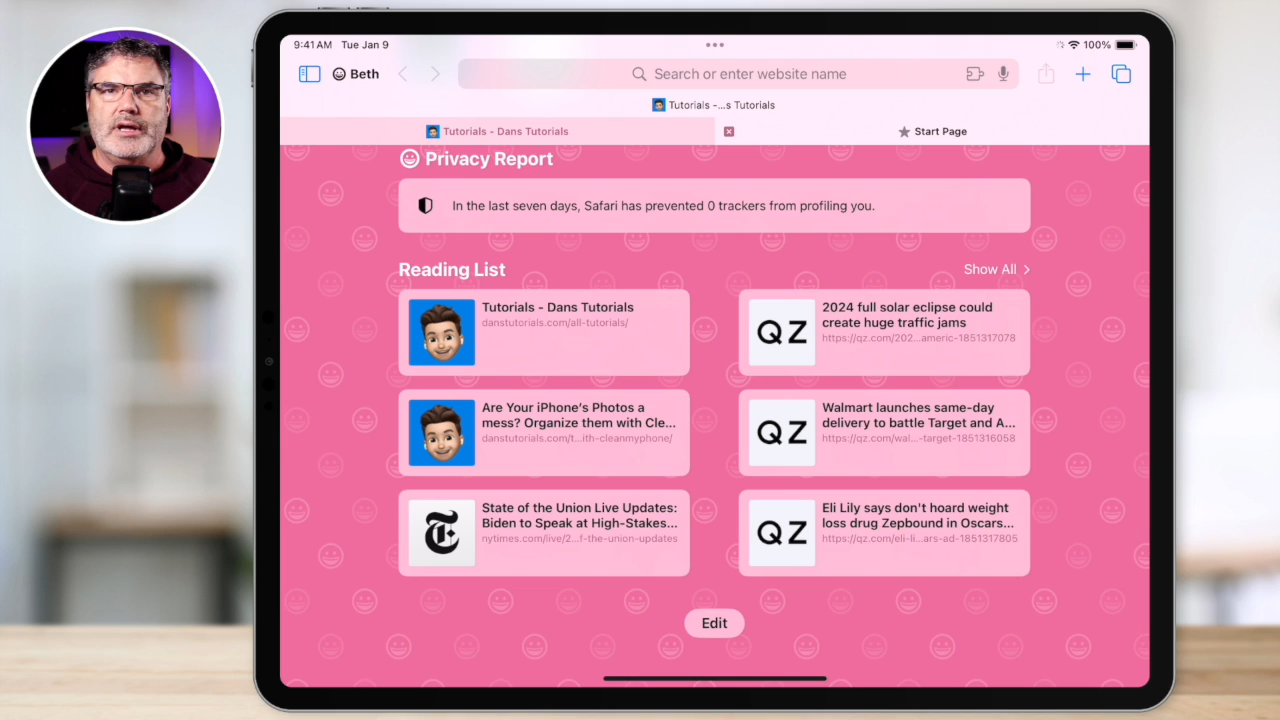 9:41 AM Tue Jan 9
100%
Beth
Search or enter website name
Tutorials -...s Tutorials
Tutorials - Dans Tutorials
Start Page
Privacy Report
In the last seven days, Safari has prevented 0 trackers from profiling you.
Reading List
Show All
Tutorials - Dans Tutorials
danstutorials.com/all-tutorials/
QZ
2024 full solar eclipse could
create huge traffic jams
https://qz.com/202...americ-1851317078
Are Your iPhone's Photos a
mess? Organize them with Cle...
danstutorials.com/t...ith-cleanmyphone/
QZ
Walmart launches same-day
delivery to battle Target and A...
https://qz.com/wal...-target-1851316058
T
State of the Union Live Updates:
Biden to Speak at High-Stakes...
nytimes.com/live/2...f-the-union-updates
QZ
Eli Lily says don't hoard weight
loss drug Zepbound in Oscars...
https://qz.com/eli-li...ars-ad-1851317805
Edit